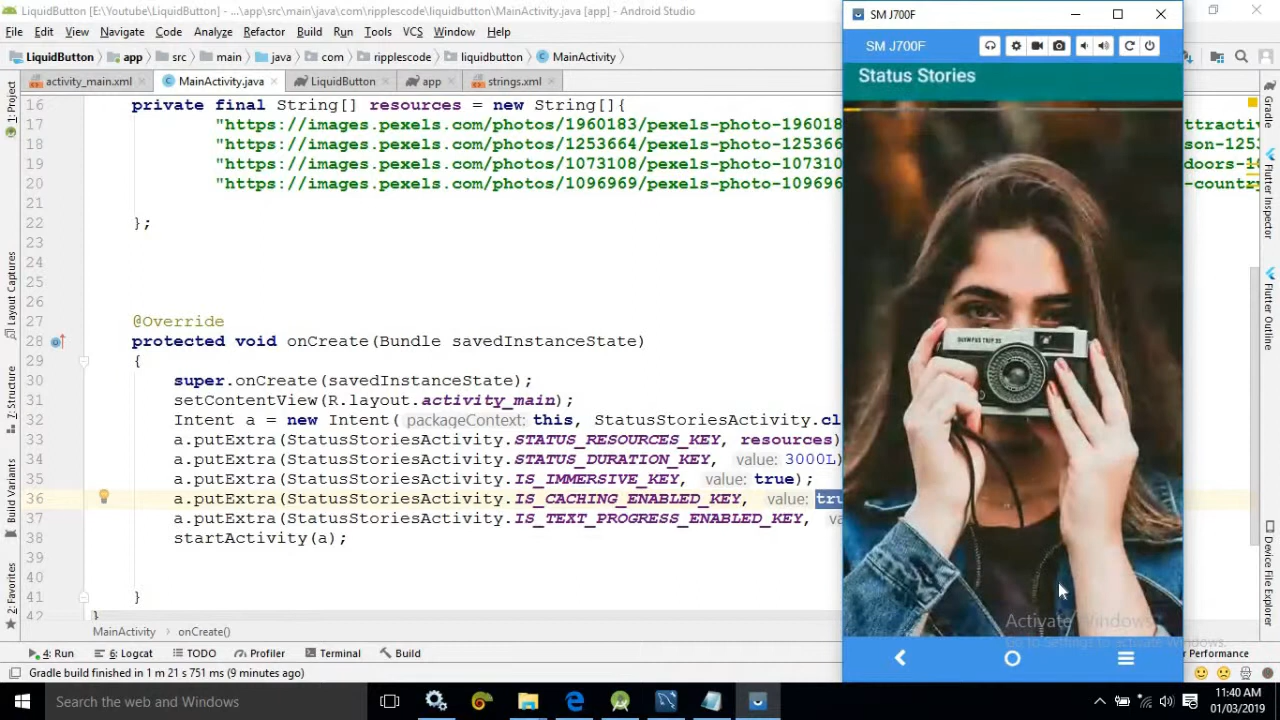 LiquidButton [E:\Youtube\LiquidButton] - ...\app\src\main\java\com\ripplescode\liquidbutton\MainActivity.java [app] - Android Studio
File Edit View Navigate Code Analyze Refactor Build Run Tools VCS Window Help
LiquidButton app src main java com ripplescode liquidbutton MainActivity
activity_main.xml MainActivity.java LiquidButton app strings.xml
16 private final String[] resources = new String[]{
17 "https://images.pexels.com/photos/1960183/pexels-photo-196018
18 "https://images.pexels.com/photos/1253664/pexels-photo-125366
19 "https://images.pexels.com/photos/1073108/pexels-photo-107310
20 "https://images.pexels.com/photos/1096969/pexels-photo-109696
21
22 };
23
24
25
26
27 @Override
28 protected void onCreate(Bundle savedInstanceState)
29 {
30 super.onCreate(savedInstanceState);
31 setContentView(R.layout.activity_main);
32 Intent a = new Intent( packageContext: this, StatusStoriesActivity.cl
33 a.putExtra(StatusStoriesActivity.STATUS_RESOURCES_KEY, resources)
34 a.putExtra(StatusStoriesActivity.STATUS_DURATION_KEY, value: 3000L)
35 a.putExtra(StatusStoriesActivity.IS_IMMERSIVE_KEY, value: true);
36 a.putExtra(StatusStoriesActivity.IS_CACHING_ENABLED_KEY, value: tru
37 a.putExtra(StatusStoriesActivity.IS_TEXT_PROGRESS_ENABLED_KEY,
38 startActivity(a);
39
40
41 }
42 }
MainActivity onCreate()
4: Run 6: Logcat TODO Profiler Terminal Build
Gradle build finished in 1 m 21 s 751 ms (9 minutes ago)
1: Project
Layout Captures
7: Structure
Build Variants
2: Favorites
SM J700F
SM J700F
Status Stories
OLYMPUS TRIP 35
Activate Windows
Go to Settings to activate Windows.
Gradle
Flutter Inspector
Flutter Outline
Device File Explorer
Performance
Search the web and Windows
11:40 AM
01/03/2019